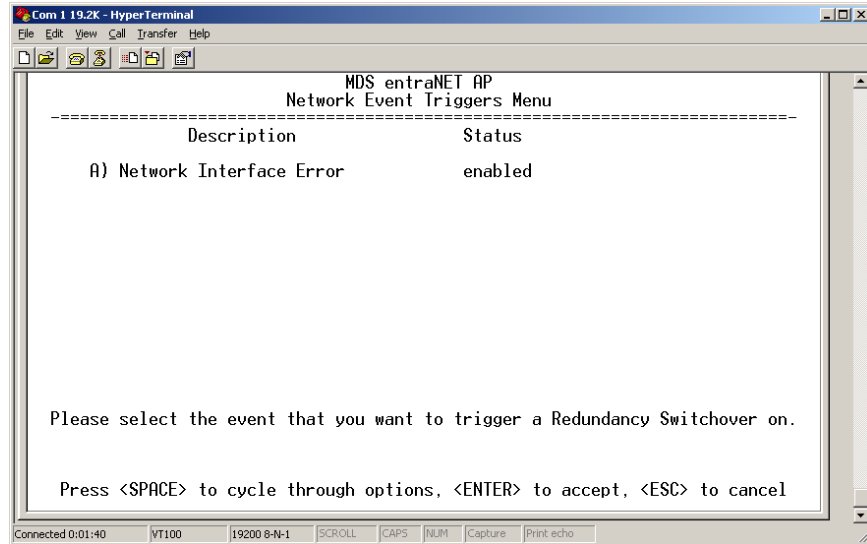 Com 1 19.2K - HyperTerminal
File Edit View Call Transfer Help
MDS entraNET AP
Network Event Triggers Menu
-==========================================================================-
Description Status
A) Network Interface Error enabled
Please select the event that you want to trigger a Redundancy Switchover on.
Press <SPACE> to cycle through options, <ENTER> to accept, <ESC> to cancel
Connected 0:01:40 VT100 19200 8-N-1 SCROLL CAPS NUM Capture Print echo